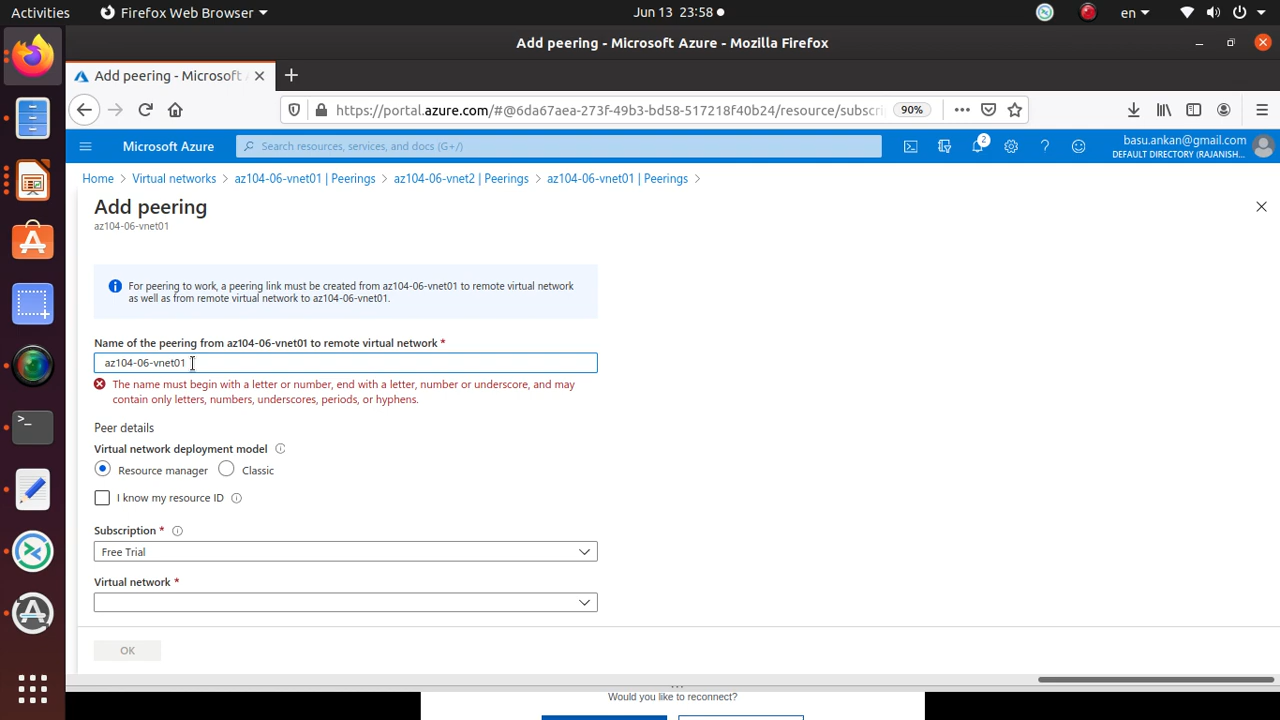 Activities
Firefox Web Browser
Jun 13 23:58
en
Add peering - Microsoft Azure - Mozilla Firefox
Add peering - Microsoft
https://portal.azure.com/#@6da67aea-273f-49b3-bd58-517218f40b24/resource/subscri
90%
Microsoft Azure
Search resources, services, and docs (G+/)
2
basu.ankan@gmail.com
DEFAULT DIRECTORY (RAJANISH...
Home > Virtual networks > az104-06-vnet01 | Peerings > az104-06-vnet2 | Peerings > az104-06-vnet01 | Peerings >
Add peering
az104-06-vnet01
For peering to work, a peering link must be created from az104-06-vnet01 to remote virtual network
as well as from remote virtual network to az104-06-vnet01.
Name of the peering from az104-06-vnet01 to remote virtual network *
az104-06-vnet01
The name must begin with a letter or number, end with a letter, number or underscore, and may
contain only letters, numbers, underscores, periods, or hyphens.
Peer details
Virtual network deployment model
Resource manager
Classic
I know my resource ID
Subscription *
Free Trial
Virtual network *
OK
Would you like to reconnect?